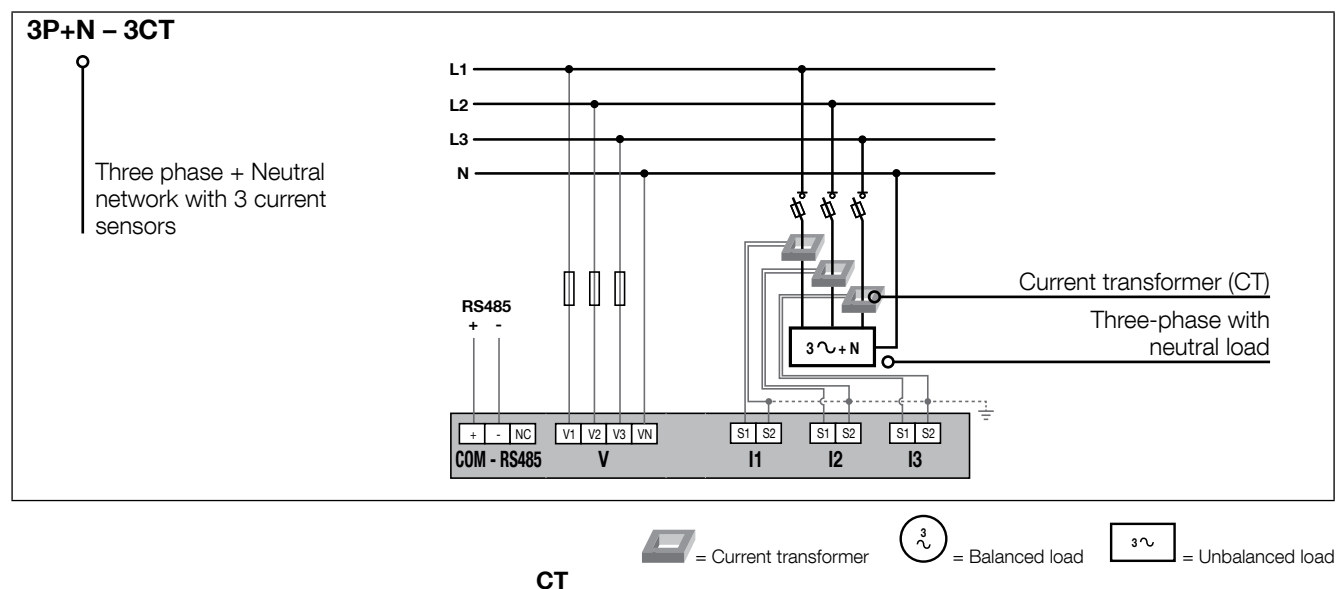 3P+N – 3CT
Three phase + Neutral
network with 3 current
sensors
L1
L2
L3
N
RS485
+ -
Current transformer (CT)
Three-phase with
neutral load
3∿+N
+ - NC V1 V2 V3 VN S1 S2 S1 S2 S1 S2
COM - RS485 V I1 I2 I3
3∿
3∿
= Current transformer = Balanced load = Unbalanced load
CT